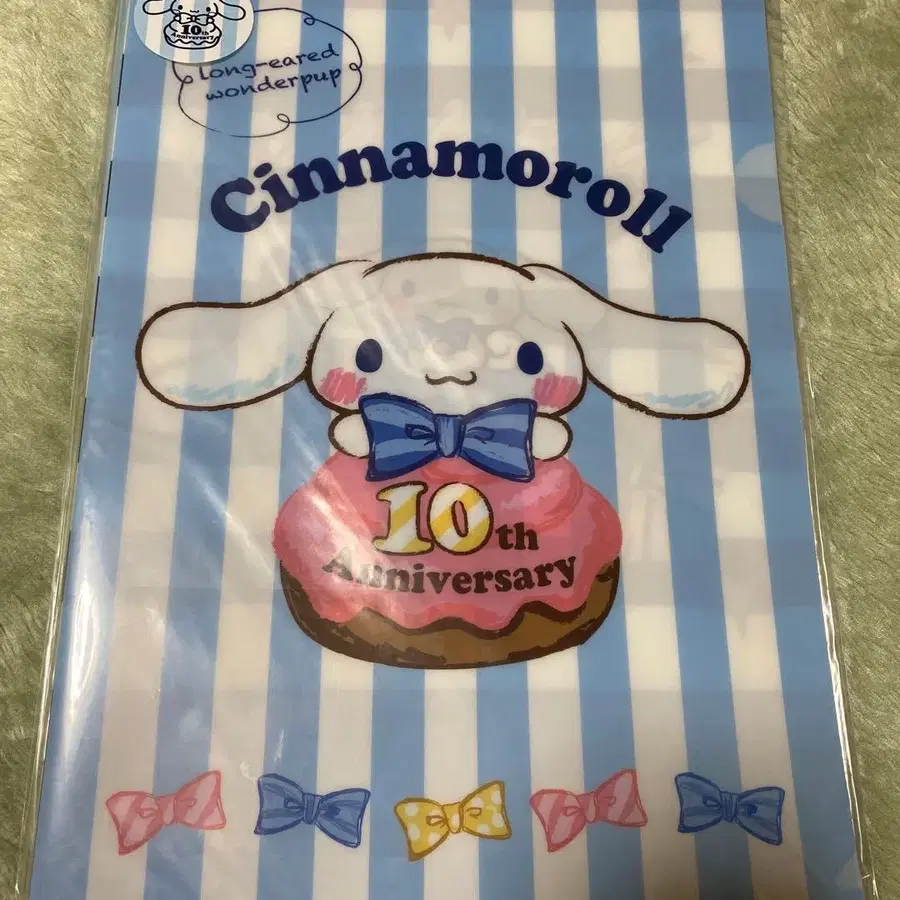 10th
Anniversary
long-eared
wonderpup
Cinnamoroll
10th
Anniversary